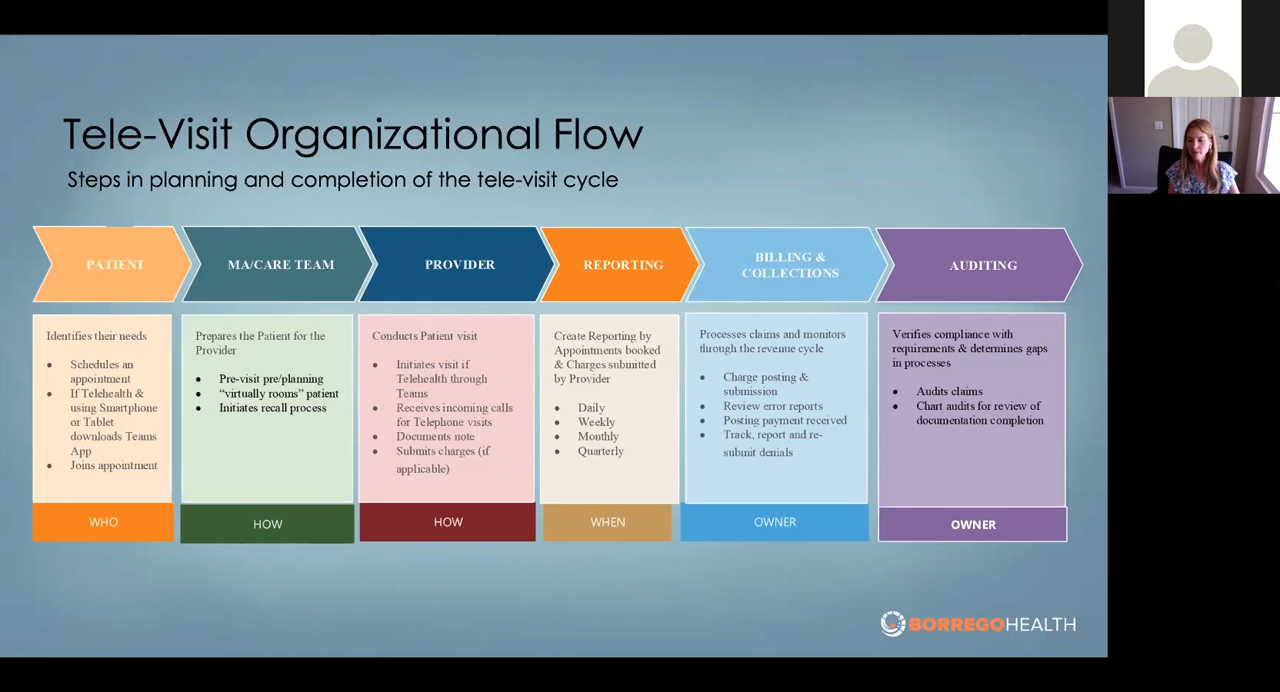 Tele-Visit Organizational Flow
Steps in planning and completion of the tele-visit cycle
PATIENT
MA/CARE TEAM
PROVIDER
REPORTING
BILLING &
COLLECTIONS
AUDITING
Identifies their needs
• Schedules an
appointment
• If Telehealth &
using Smartphone
or Tablet
downloads Teams
App
• Joins appointment
WHO
Prepares the Patient for the
Provider
• Pre-visit pre/planning
• “virtually rooms” patient
• Initiates recall process
HOW
Conducts Patient visit
• Initiates visit if
Telehealth through
Teams
• Receives incoming calls
for Telephone visits
• Documents note
• Submits charges (if
applicable)
HOW
Create Reporting by
Appointments booked
& Charges submitted
by Provider
• Daily
• Weekly
• Monthly
• Quarterly
WHEN
Processes claims and monitors
through the revenue cycle
• Charge posting &
submission
• Review error reports
• Posting payment received
• Track, report and re-
submit denials
OWNER
Verifies compliance with
requirements & determines gaps
in processes
• Audits claims
• Chart audits for review of
documentation completion
OWNER
BORREGOHEALTH